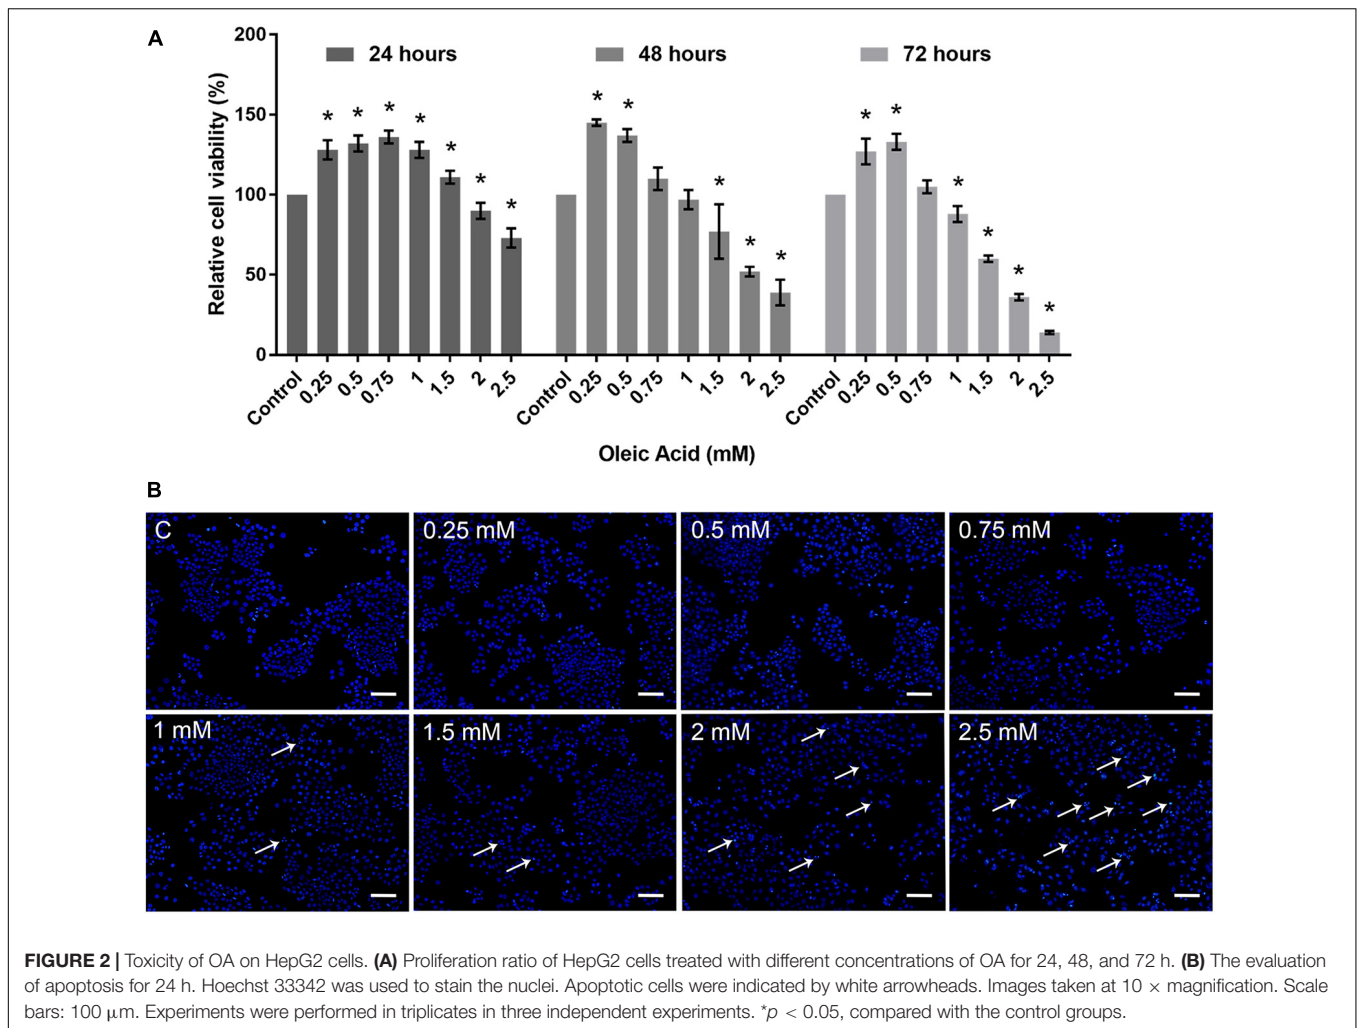 A
200
150
100
50
0
Relative cell viability (%)
24 hours
48 hours
72 hours
* * * * * * *
* * * * *
* * * * * *
Control 0.25 0.5 0.75 1 1.5 2 2.5
Control 0.25 0.5 0.75 1 1.5 2 2.5
Control 0.25 0.5 0.75 1 1.5 2 2.5
Oleic Acid (mM)
B
C
0.25 mM
0.5 mM
0.75 mM
1 mM
1.5 mM
2 mM
2.5 mM
FIGURE 2 | Toxicity of OA on HepG2 cells. (A) Proliferation ratio of HepG2 cells treated with different concentrations of OA for 24, 48, and 72 h. (B) The evaluation
of apoptosis for 24 h. Hoechst 33342 was used to stain the nuclei. Apoptotic cells were indicated by white arrowheads. Images taken at 10 × magnification. Scale
bars: 100 μm. Experiments were performed in triplicates in three independent experiments. *p < 0.05, compared with the control groups.